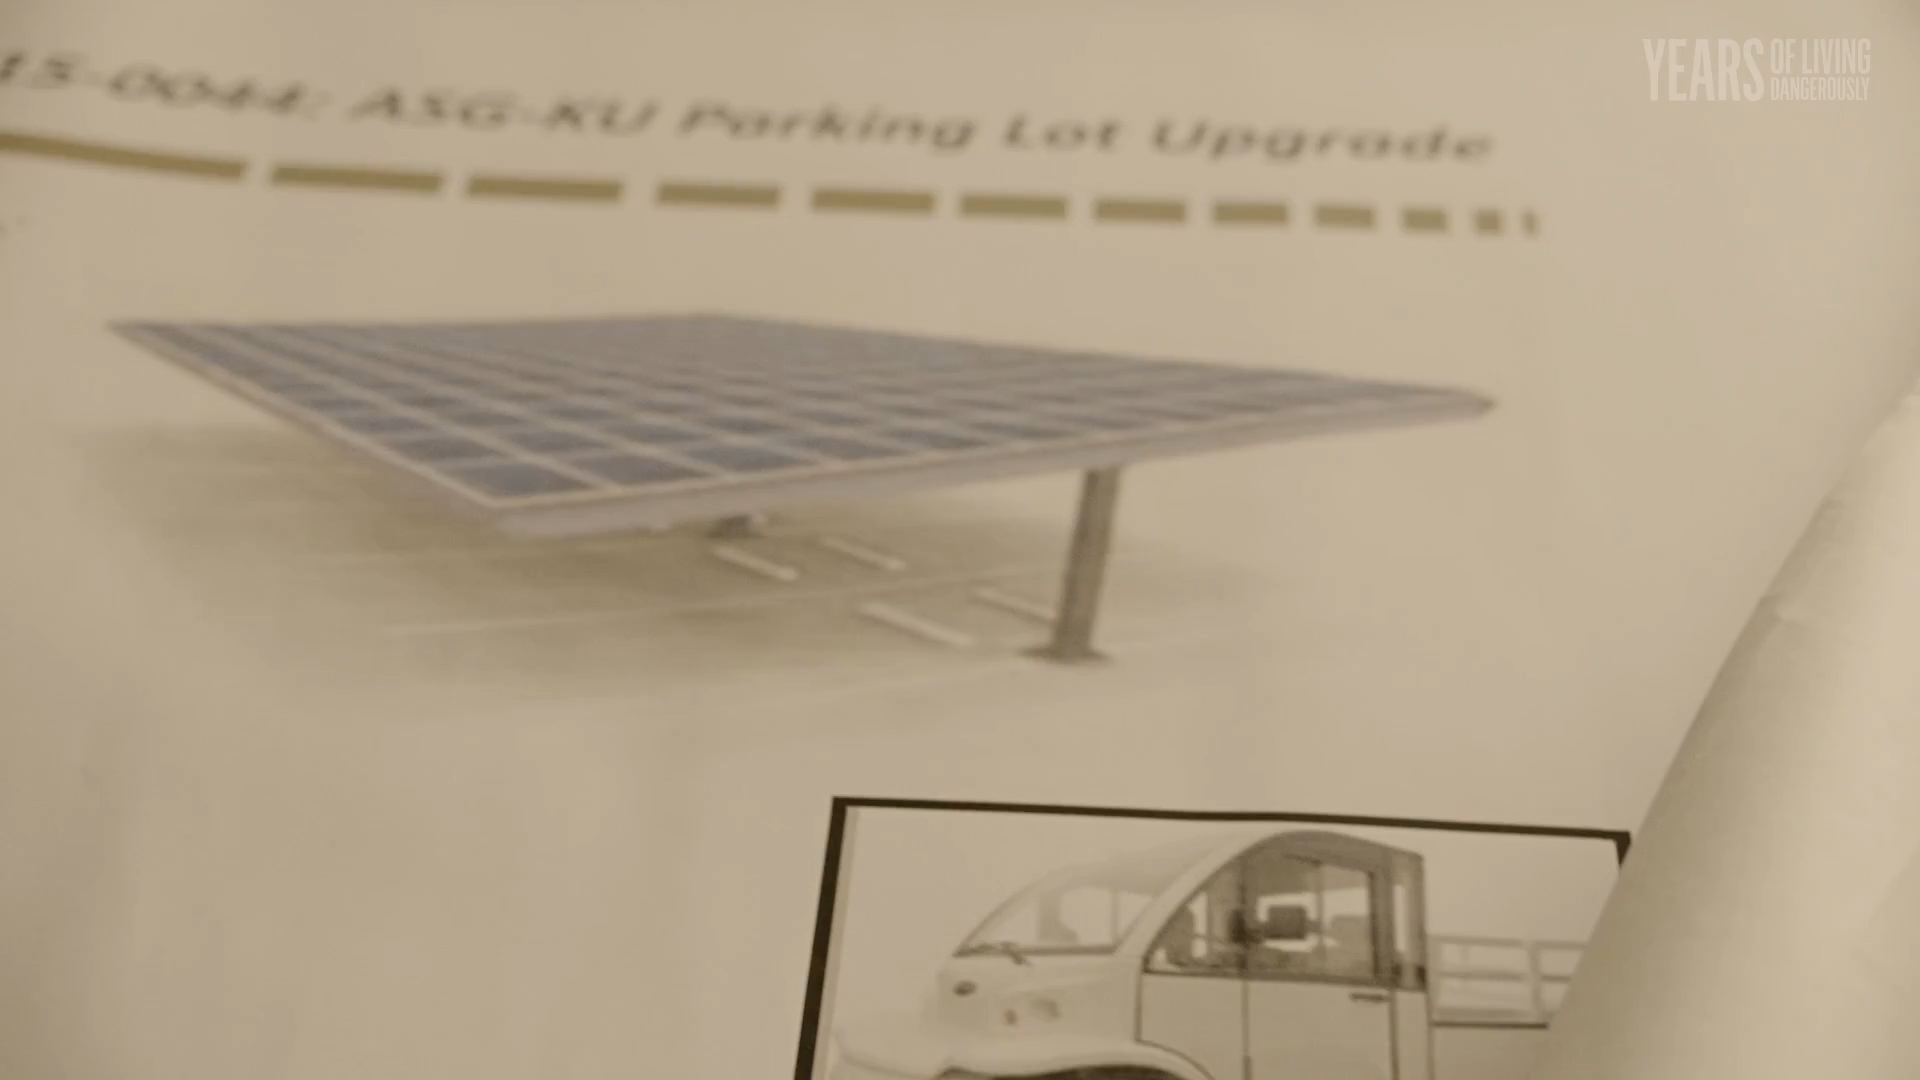 YEARS OF LIVING DANGEROUSLY
15-0044: ASG-KU Parking Lot Upgrade